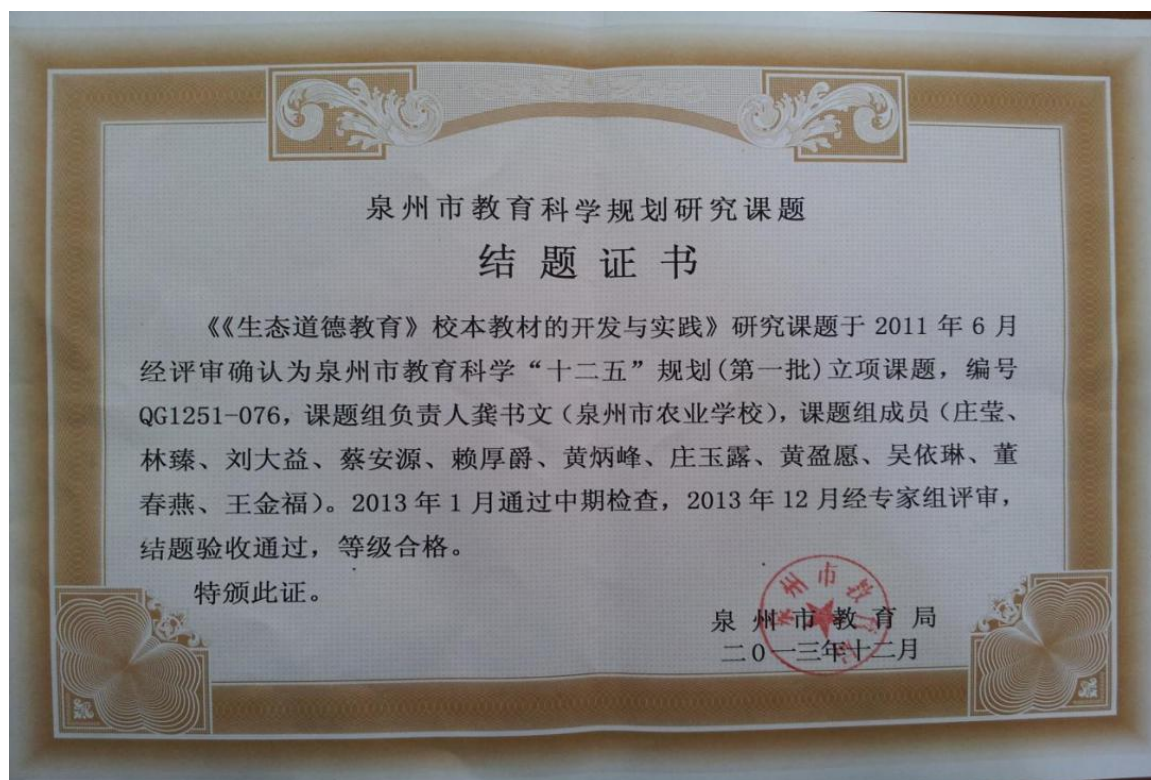 泉州市教育科学规划研究课题
结题证书
《《生态道德教育》校本教材的开发与实践》研究课题于 2011 年 6 月
经评审确认为泉州市教育科学“十二五”规划(第一批)立项课题，编号
QG1251-076，课题组负责人龚书文（泉州市农业学校），课题组成员（庄莹、
林臻、刘大益、蔡安源、赖厚爵、黄炳峰、庄玉露、黄盈愿、吴依琳、董
春燕、王金福）。2013 年 1 月通过中期检查，2013 年 12 月经专家组评审，
结题验收通过，等级合格。
特颁此证。
泉州市教育局
泉州市教育局
二0一三年十二月